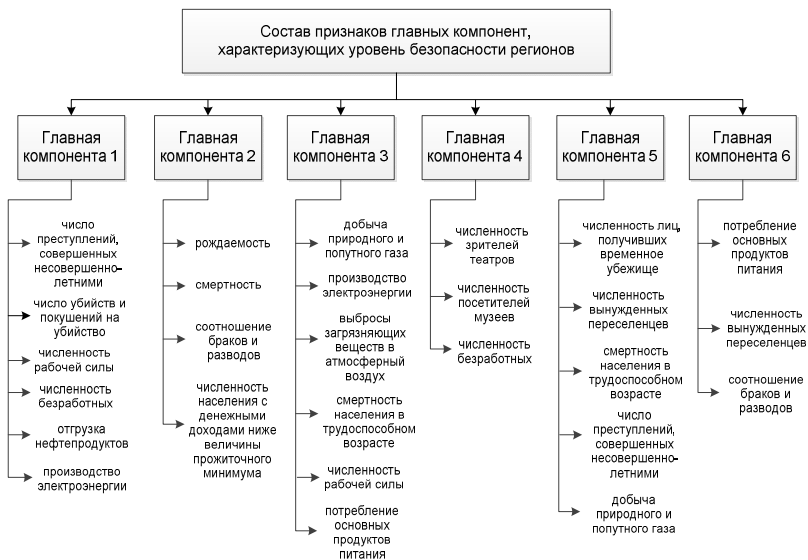 Состав признаков главных компонент,
характеризующих уровень безопасности регионов
Главная
компонента 1
Главная
компонента 2
Главная
компонента 3
Главная
компонента 4
Главная
компонента 5
Главная
компонента 6
число
преступлений,
совершенных
несовершенно-
летними
число убийств и
покушений на
убийство
численность
рабочей силы
численность
безработных
отгрузка
нефтепродуктов
производство
электроэнергии
рождаемость
смертность
соотношение
браков и
разводов
численность
населения с
денежными
доходами ниже
величины
прожиточного
минимума
добыча
природного и
попутного газа
производство
электроэнергии
выбросы
загрязняющих
веществ в
атмосферный
воздух
смертность
населения в
трудоспособном
возрасте
численность
рабочей силы
потребление
основных
продуктов
питания
численность
зрителей
театров
численность
посетителей
музеев
численность
безработных
численность лиц,
получивших
временное
убежище
численность
вынужденных
переселенцев
смертность
населения в
трудоспособном
возрасте
число
преступлений,
совершенных
несовершенно-
летними
добыча
природного и
попутного газа
потребление
основных
продуктов
питания
численность
вынужденных
переселенцев
соотношение
браков и
разводов